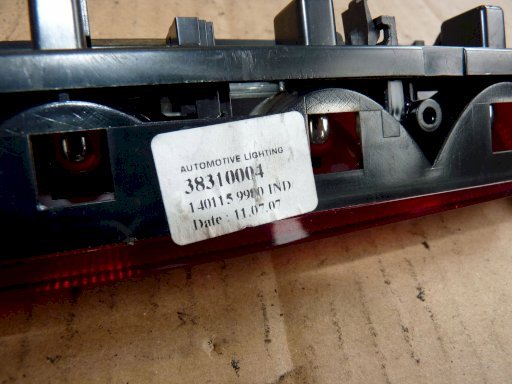 AUTOMOTIVE LIGHTING
38310004
140115 9900 IND
Date : 11.07.07